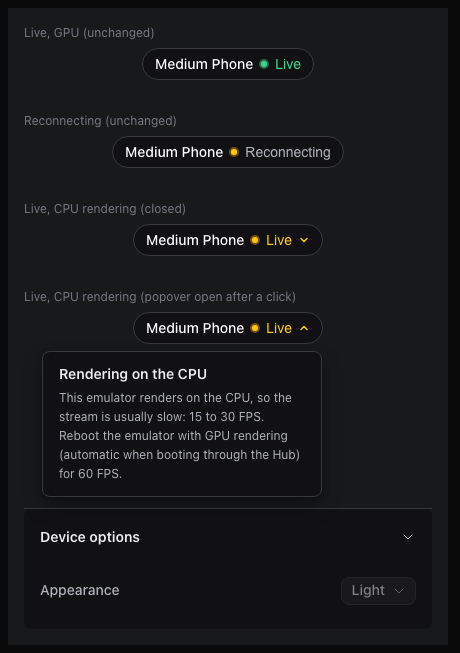 Live, GPU (unchanged)
Medium Phone Live
Reconnecting (unchanged)
Medium Phone Reconnecting
Live, CPU rendering (closed)
Medium Phone Live
Live, CPU rendering (popover open after a click)
Medium Phone Live
Rendering on the CPU
This emulator renders on the CPU, so the
stream is usually slow: 15 to 30 FPS.
Reboot the emulator with GPU rendering
(automatic when booting through the Hub)
for 60 FPS.
Device options
Appearance Light